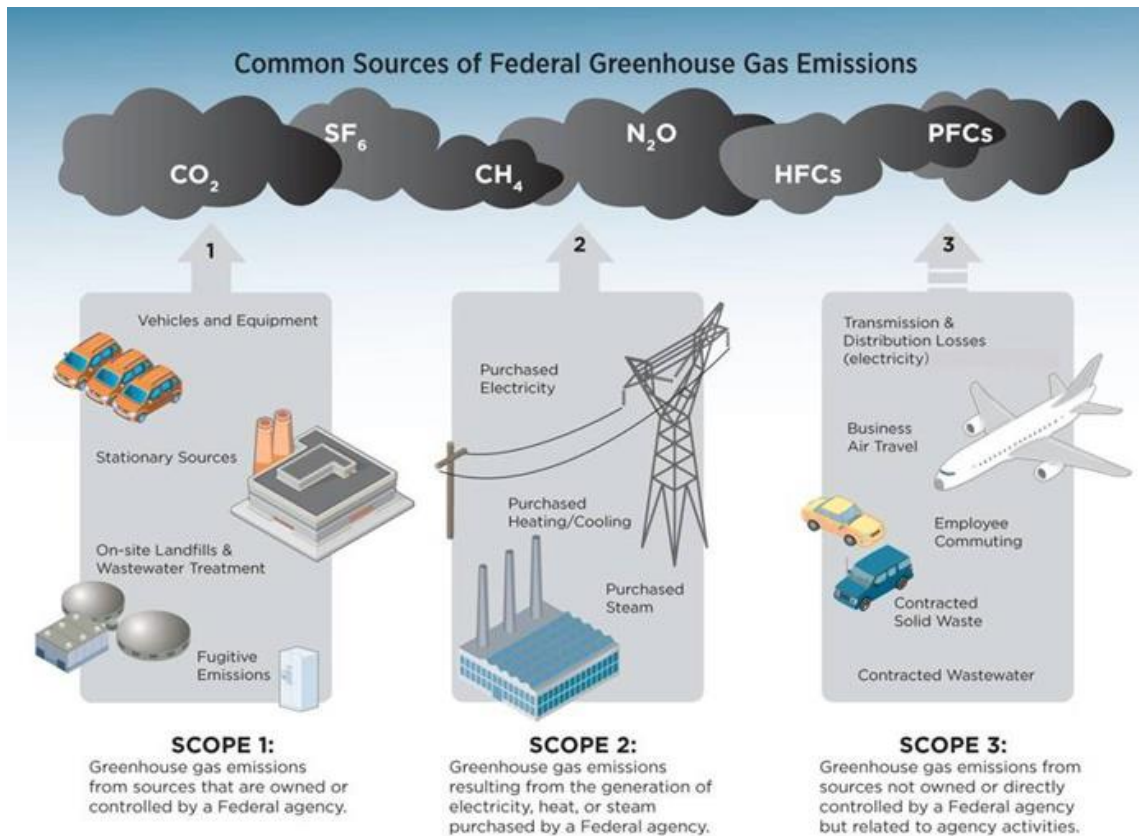 Common Sources of Federal Greenhouse Gas Emissions
CO₂
SF₆
CH₄
N₂O
HFCs
PFCs
1
Vehicles and Equipment
Stationary Sources
On-site Landfills &
Wastewater Treatment
Fugitive
Emissions
SCOPE 1:
Greenhouse gas emissions
from sources that are owned or
controlled by a Federal agency.
2
Purchased
Electricity
Purchased
Heating/Cooling
Purchased
Steam
SCOPE 2:
Greenhouse gas emissions
resulting from the generation of
electricity, heat, or steam
purchased by a Federal agency.
3
Transmission &
Distribution Losses
(electricity)
Business
Air Travel
Employee
Commuting
Contracted
Solid Waste
Contracted Wastewater
SCOPE 3:
Greenhouse gas emissions from
sources not owned or directly
controlled by a Federal agency
but related to agency activities.